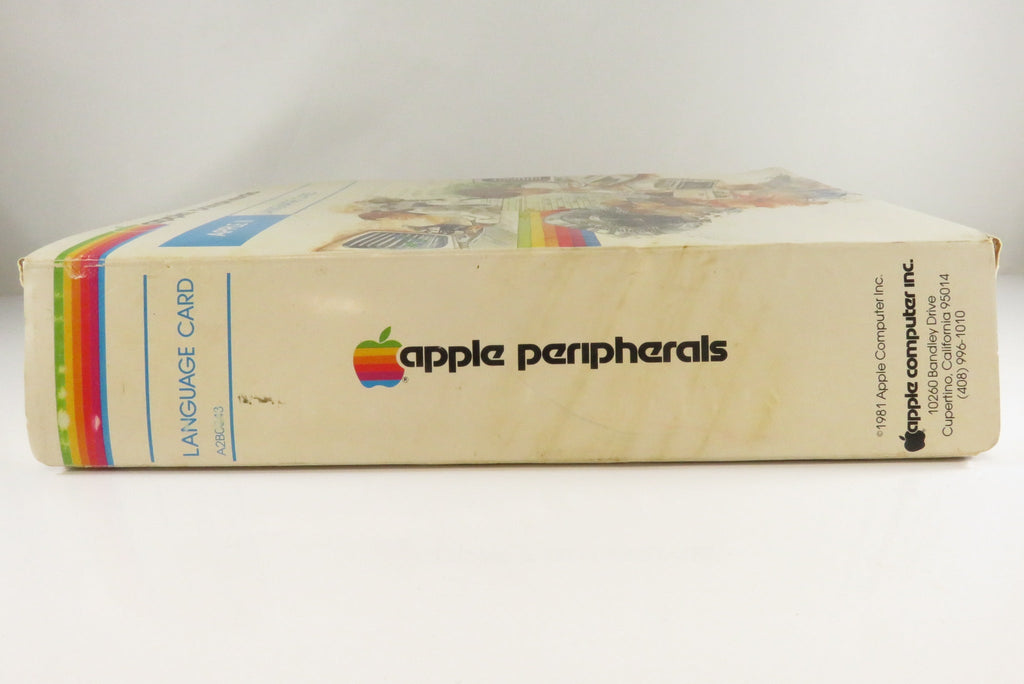 LANGUAGE CARD
apple peripherals
©1981 Apple Computer Inc.
apple computer inc.
10260 Bandley Drive
Cupertino, California 95014
(408) 996-1010